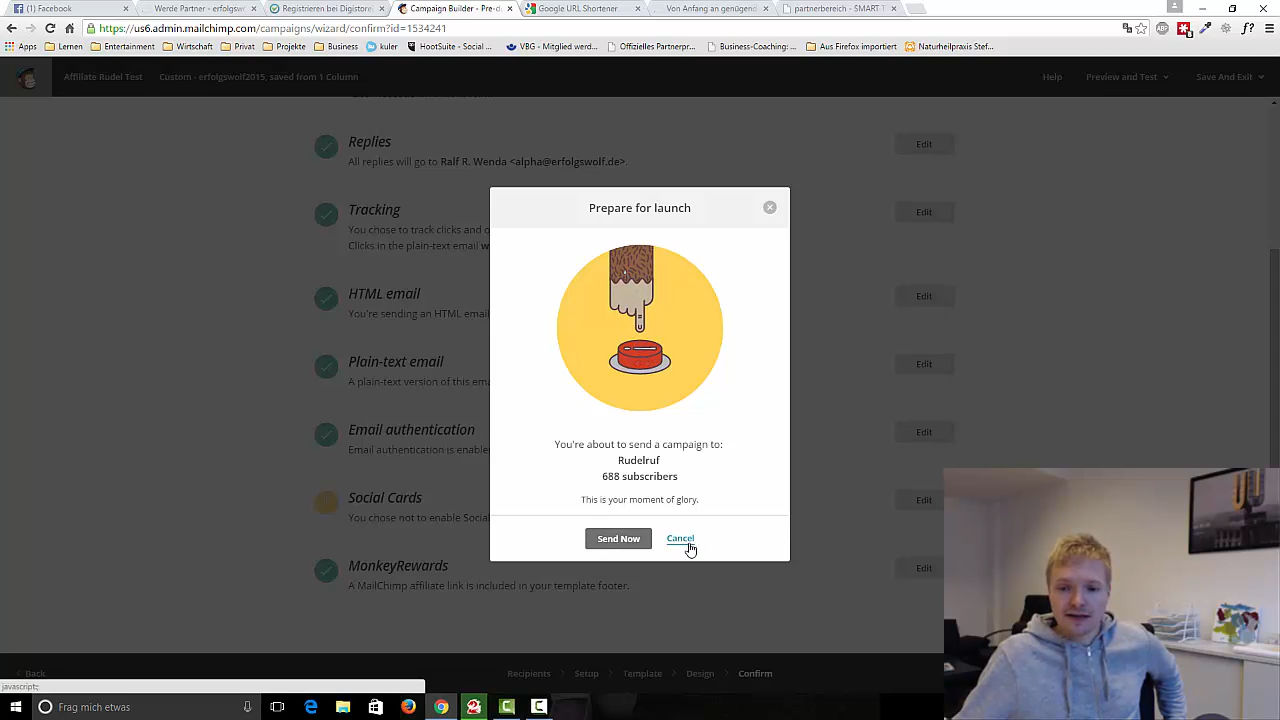 (1) Facebook
Werde Partner - erfolgsw
Registrieren bei Digistore
Campaign Builder - Pre-d
Google URL Shortener
Von Anfang an genügend
partnerbereich - SMART T
https://us6.admin.mailchimp.com/campaigns/wizard/confirm?id=1534241
Apps Lernen Entertainment Wirtschaft Privat Projekte Business kuler HootSuite - Social... VBG - Mitglied werd... Offizielles Partnerpr... Business-Coaching: ... Aus Firefox importiert Naturheilpraxis Stef...
Affiliate Rudel Test Custom - erfolgswolf2015, saved from 1 Column Help Preview and Test Save And Exit
Replies
All replies will go to Ralf R. Wenda <alpha@erfolgswolf.de>.
Edit
Tracking
You chose to track clicks and
Clicks in the plain-text email
Edit
HTML email
You're sending an HTML email
Edit
Plain-text email
A plain-text version of this ema
Edit
Email authentication
Email authentication is enable
Edit
Social Cards
You chose not to enable Social
Edit
MonkeyRewards
A MailChimp affiliate link is included in your template footer.
Edit
Prepare for launch
You're about to send a campaign to:
Rudelruf
688 subscribers
This is your moment of glory.
Send Now Cancel
Back Recipients Setup Template Design Confirm
javascript:;
Frag mich etwas